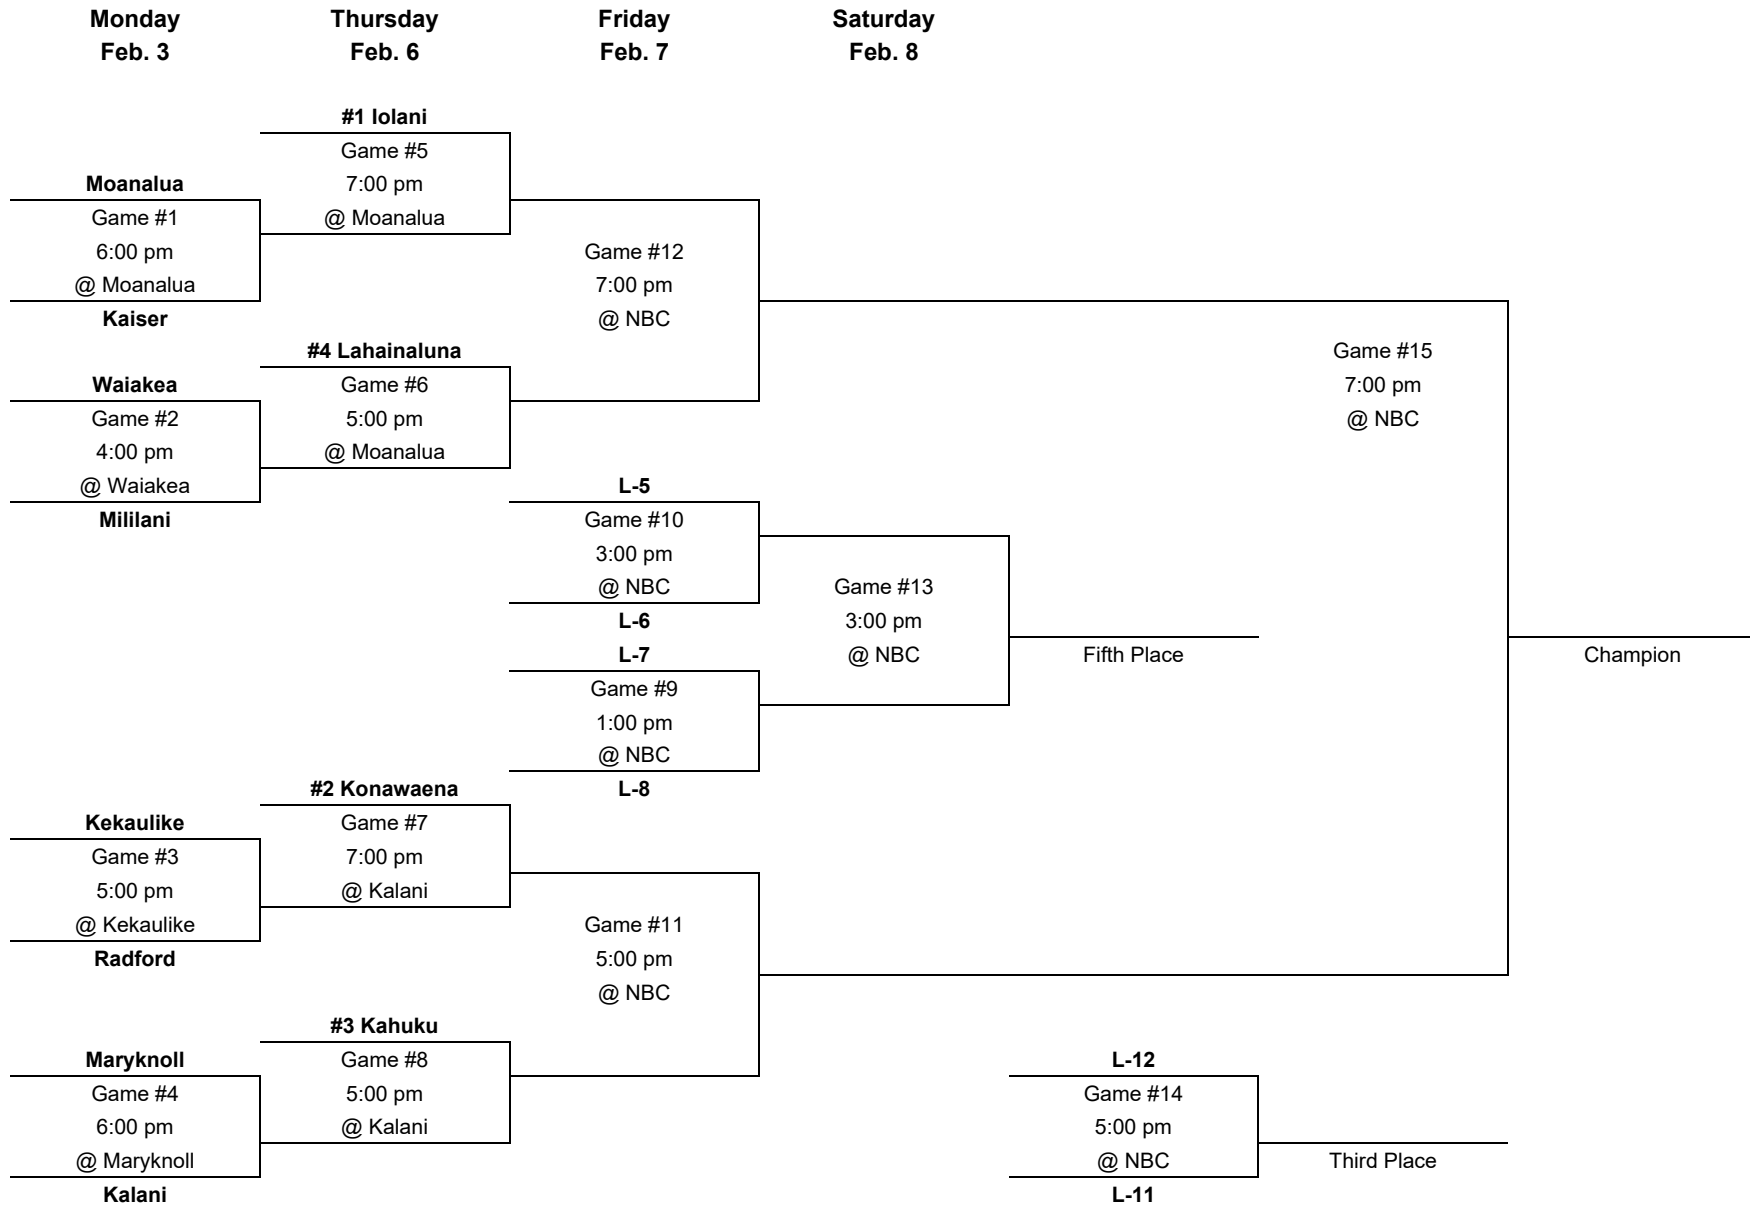 Monday
Feb. 3
Thursday
Feb. 6
Friday
Feb. 7
Saturday
Feb. 8
Moanalua
Game #1
6:00 pm
@ Moanalua
Kaiser
Waiakea
Game #2
4:00 pm
@ Waiakea
Mililani
Kekaulike
Game #3
5:00 pm
@ Kekaulike
Radford
Maryknoll
Game #4
6:00 pm
@ Maryknoll
Kalani
#1 Iolani
Game #5
7:00 pm
@ Moanalua
#4 Lahainaluna
Game #6
5:00 pm
@ Moanalua
#2 Konawaena
Game #7
7:00 pm
@ Kalani
#3 Kahuku
Game #8
5:00 pm
@ Kalani
Game #12
7:00 pm
@ NBC
L-5
Game #10
3:00 pm
@ NBC
L-6
L-7
Game #9
1:00 pm
@ NBC
L-8
Game #11
5:00 pm
@ NBC
Game #13
3:00 pm
@ NBC
Fifth Place
L-12
Game #14
5:00 pm
@ NBC
L-11
Third Place
Game #15
7:00 pm
@ NBC
Champion